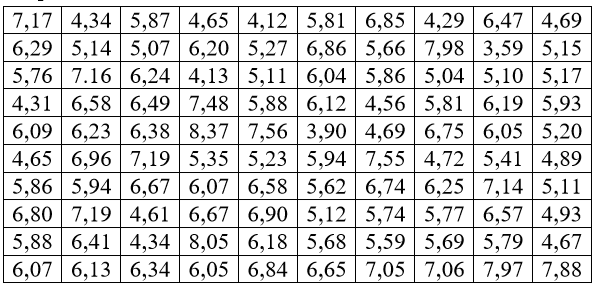 7,17 4,34 5,87 4,65 4,12 5,81 6,85 4,29 6,47 4,69
6,29 5,14 5,07 6,20 5,27 6,86 5,66 7,98 3,59 5,15
5,76 7.16 6,24 4,13 5,11 6,04 5,86 5,04 5,10 5,17
4,31 6,58 6,49 7,48 5,88 6,12 4,56 5,81 6,19 5,93
6,09 6,23 6,38 8,37 7,56 3,90 4,69 6,75 6,05 5,20
4,65 6,96 7,19 5,35 5,23 5,94 7,55 4,72 5,41 4,89
5,86 5,94 6,67 6,07 6,58 5,62 6,74 6,25 7,14 5,11
6,80 7,19 4,61 6,67 6,90 5,12 5,74 5,77 6,57 4,93
5,88 6,41 4,34 8,05 6,18 5,68 5,59 5,69 5,79 4,67
6,07 6,13 6,34 6,05 6,84 6,65 7,05 7,06 7,97 7,88